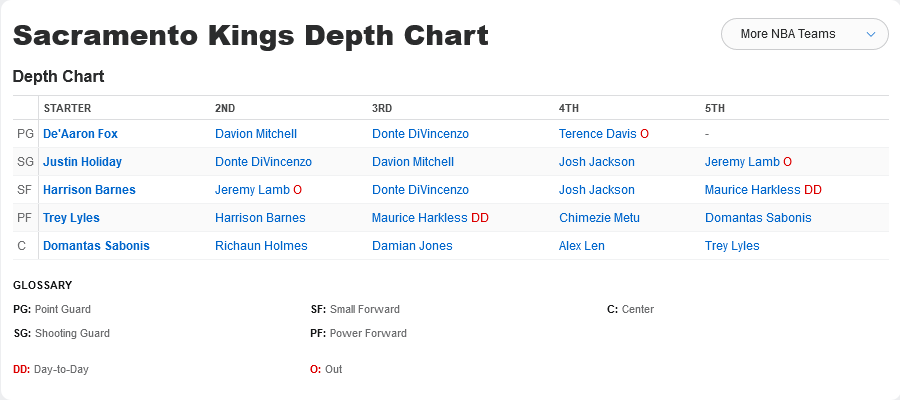 Sacramento Kings Depth Chart
More NBA Teams
Depth Chart
STARTER 2ND 3RD 4TH 5TH
PG De'Aaron Fox Davion Mitchell Donte DiVincenzo Terence Davis O -
SG Justin Holiday Donte DiVincenzo Davion Mitchell Josh Jackson Jeremy Lamb O
SF Harrison Barnes Jeremy Lamb O Donte DiVincenzo Josh Jackson Maurice Harkless DD
PF Trey Lyles Harrison Barnes Maurice Harkless DD Chimezie Metu Domantas Sabonis
C Domantas Sabonis Richaun Holmes Damian Jones Alex Len Trey Lyles
GLOSSARY
PG: Point Guard SF: Small Forward C: Center
SG: Shooting Guard PF: Power Forward
DD: Day-to-Day O: Out